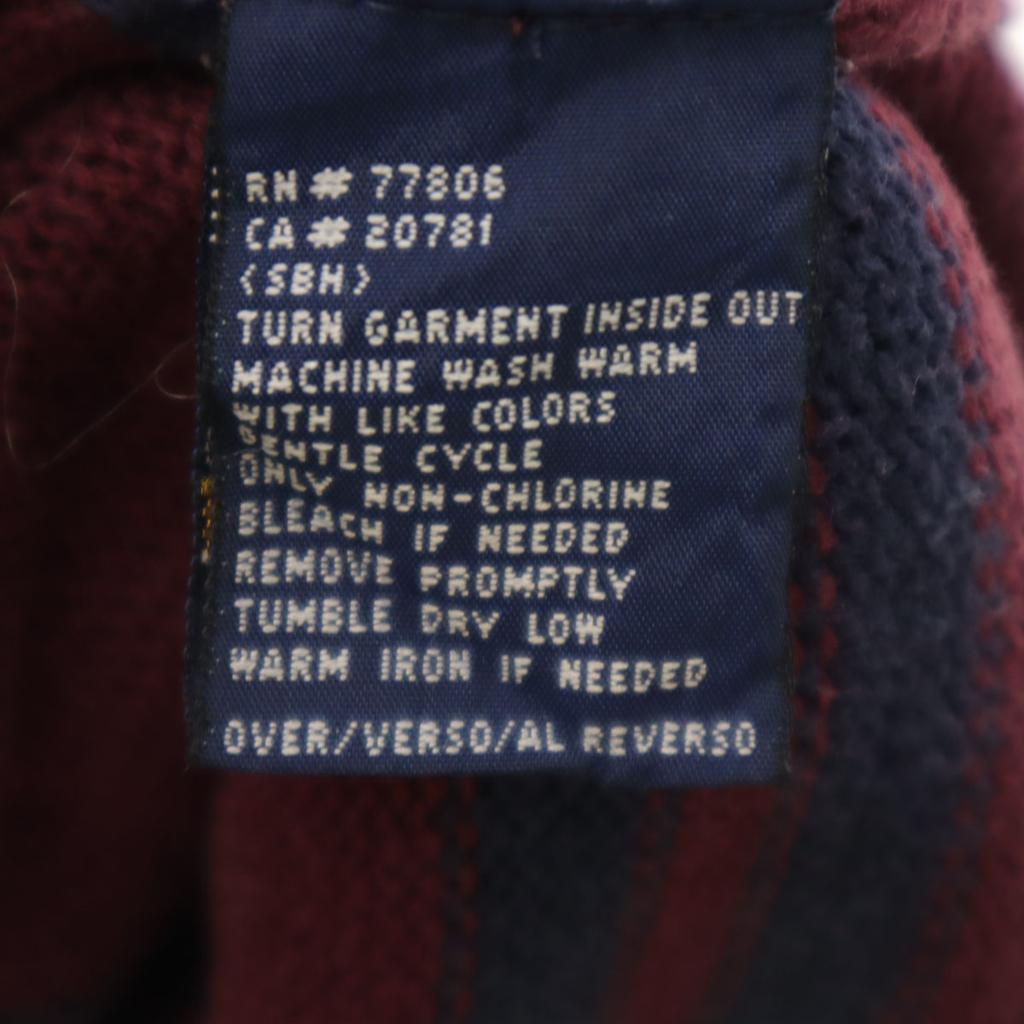 RN # 77806
CA # 20781
(SBH)
TURN GARMENT INSIDE OUT
MACHINE WASH WARM
WITH LIKE COLORS
GENTLE CYCLE
ONLY NON-CHLORINE
BLEACH IF NEEDED
REMOVE PROMPTLY
TUMBLE DRY LOW
WARM IRON IF NEEDED
OVER/VERSO/AL REVERSO